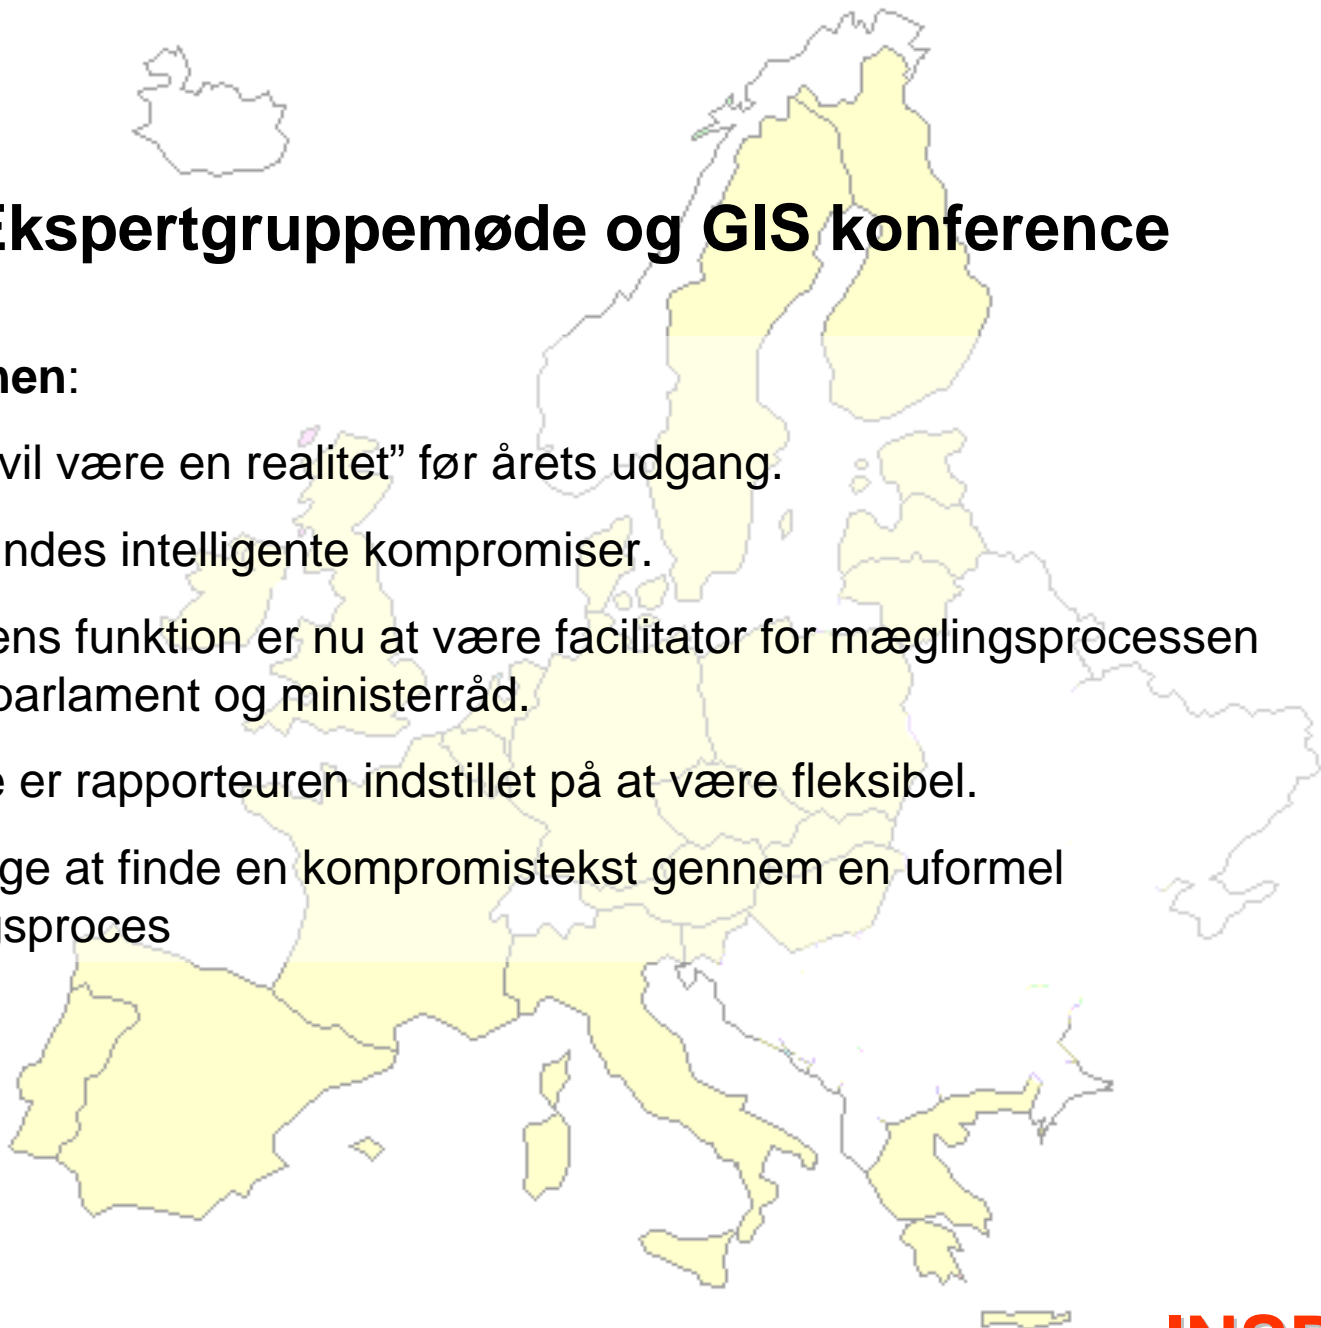 Ekspertgruppemøde og GIS konference
nen:
vil være en realitet” før årets udgang.
ndes intelligente kompromiser.
ens funktion er nu at være facilitator for mæglingsprocessen
parlament og ministerråd.
e er rapporteuren indstillet på at være fleksibel.
ge at finde en kompromistekst gennem en uformel
gsproces